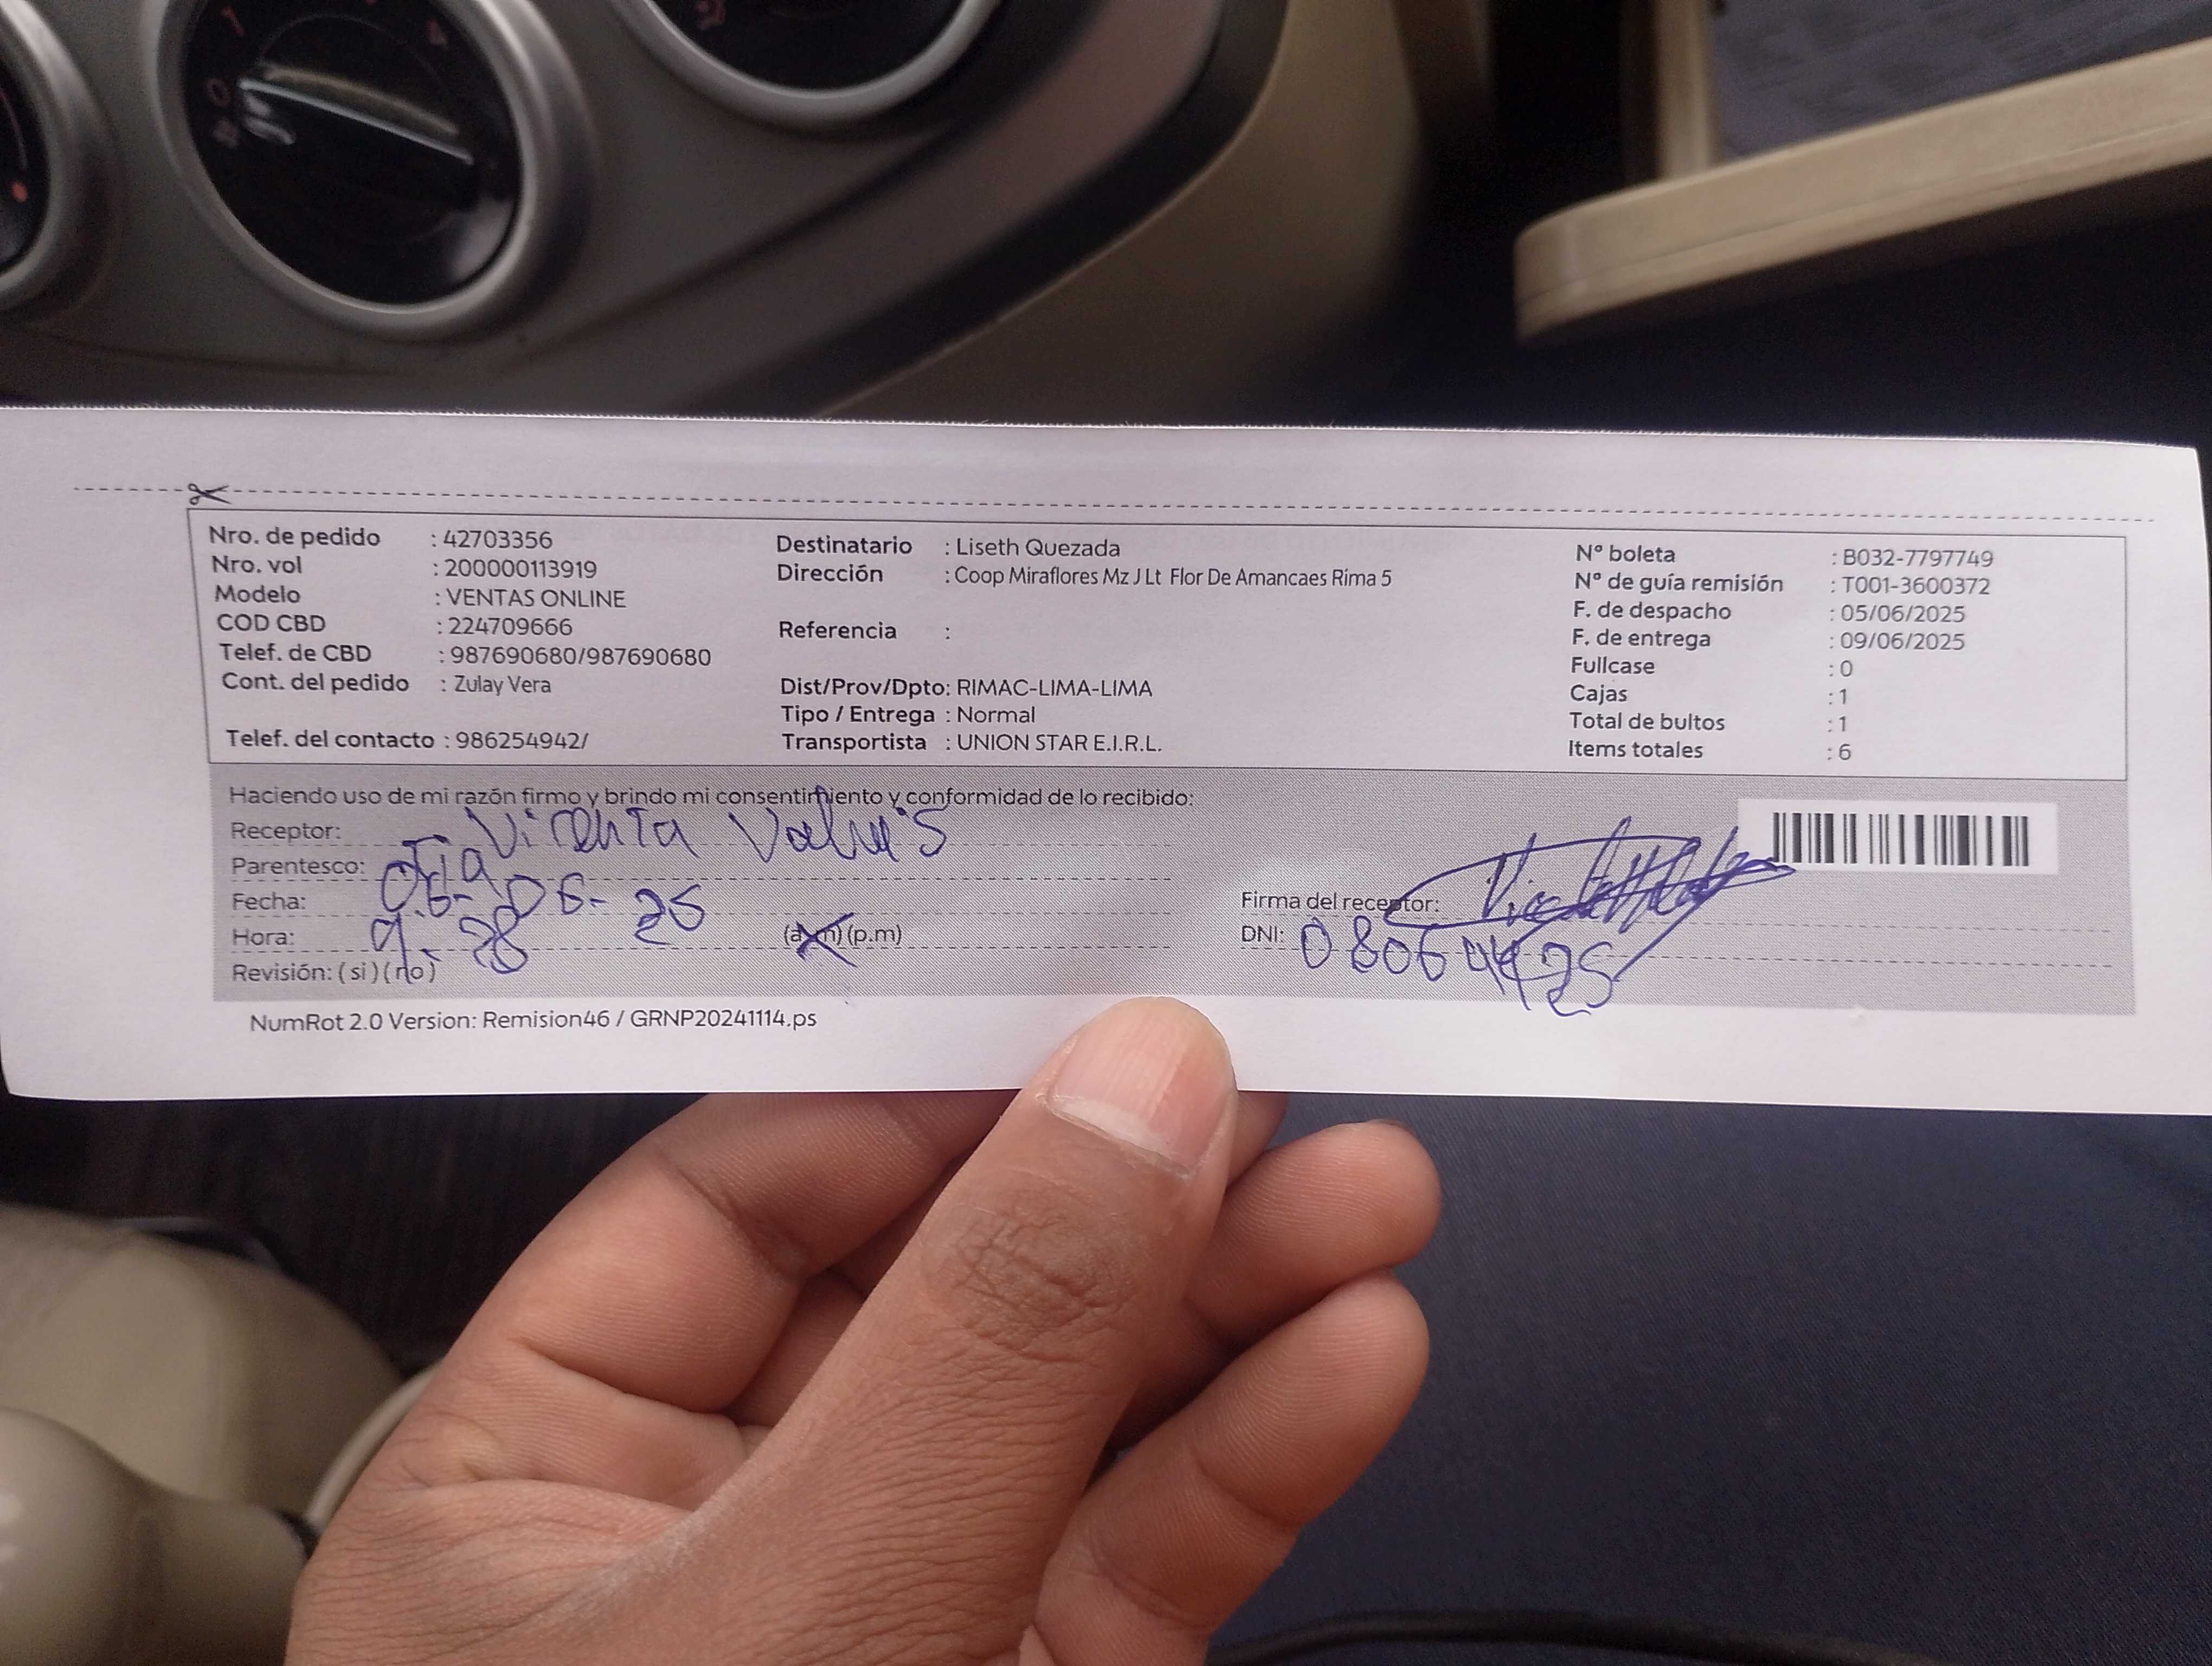 Nro. de pedido : 42703356
Nro. vol : 200000113919
Modelo : VENTAS ONLINE
COD CBD : 224709666
Telef. de CBD : 987690680/987690680
Cont. del pedido : Zulay Vera
Telef. del contacto : 986254942/
Destinatario : Liseth Quezada
Dirección : Coop Miraflores Mz J Lt Flor De Amancaes Rima 5
Referencia :
Dist/Prov/Dpto: RIMAC-LIMA-LIMA
Tipo / Entrega : Normal
Transportista : UNION STAR E.I.R.L.
N° boleta : B032-7797749
N° de guía remisión : T001-3600372
F. de despacho : 05/06/2025
F. de entrega : 09/06/2025
Fullcase : 0
Cajas : 1
Total de bultos : 1
Items totales : 6
Haciendo uso de mi razón firmo y brindo mi consentimiento y conformidad de lo recibido:
Receptor:
Parentesco: Tia
Fecha: 06-06-25
Hora: 9:28 (a.m) (p.m)
Revisión: (si) (no)
Firma del receptor:
DNI:
NumRot 2.0 Version: Remision46 / GRNP20241114.ps